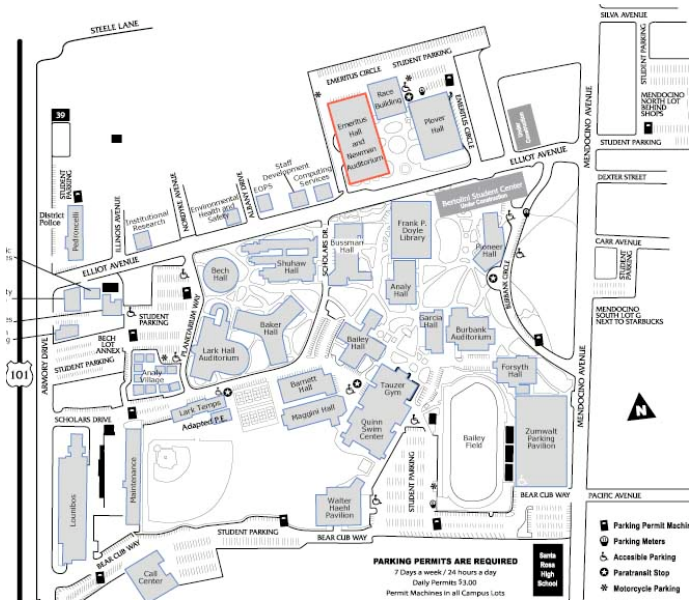 STEELE LANE
SILVA AVENUE
EMERITUS CIRCLE
STUDENT PARKING
STUDENT PARKING
MENDOCINO
NORTH LOT
BEHIND
SHOPS
STUDENT PARKING
39
Race
Building
Emeritus
Hall
and
Newman
Auditorium
Plover
Hall
EMERITUS CIRCLE
Under
Construction
MENDOCINO AVENUE
ELLIOT AVENUE
DEXTER STREET
Staff
Development
Computing
Services
EOPS
ALBANY DRIVE
Environmental
Health and
Safety
NORDYKE AVENUE
Institutional
Research
ILLINOIS AVENUE
STUDENT
PARKING
District
Police
Pedroncelli
ELLIOT AVENUE
Bertolini Student Center
Under Construction
Frank P.
Doyle
Library
SCHOLARS DR.
Bussman
Hall
Shuhaw
Hall
Bech
Hall
Pioneer
Hall
CARR AVENUE
STUDENT
PARKING
BURBANK CIRCLE
Analy
Hall
MENDOCINO
SOUTH LOT G
NEXT TO STARBUCKS
STUDENT
PARKING
PLANETARIUM WAY
Baker
Hall
Lark Hall
Auditorium
Garcia
Hall
Burbank
Auditorium
Bailey
Hall
BECH
LOT
ANNEX
STUDENT PARKING
ARMORY DRIVE
101
Analy
Village
Forsyth
Hall
MENDOCINO AVENUE
Barnett
Hall
Tauzer
Gym
Lark Temps
Adapted P.E.
Maggini Hall
Quinn
Swim
Center
SCHOLARS DRIVE
N
Bailey
Field
Zumwalt
Parking
Pavilion
Lounibos
Maintenance
STUDENT PARKING
Walter
Haehl
Pavilion
BEAR CUB WAY
PACIFIC AVENUE
STUDENT PARKING
BEAR CUB WAY
BEAR CUB WAY
Call
Center
PARKING PERMITS ARE REQUIRED
7 Days a week / 24 hours a day
Daily Permits $3.00
Permit Machines in all Campus Lots
Santa
Rosa
High
School
Parking Permit Machin
Parking Meters
Accesible Parking
Paratransit Stop
Motorcycle Parking